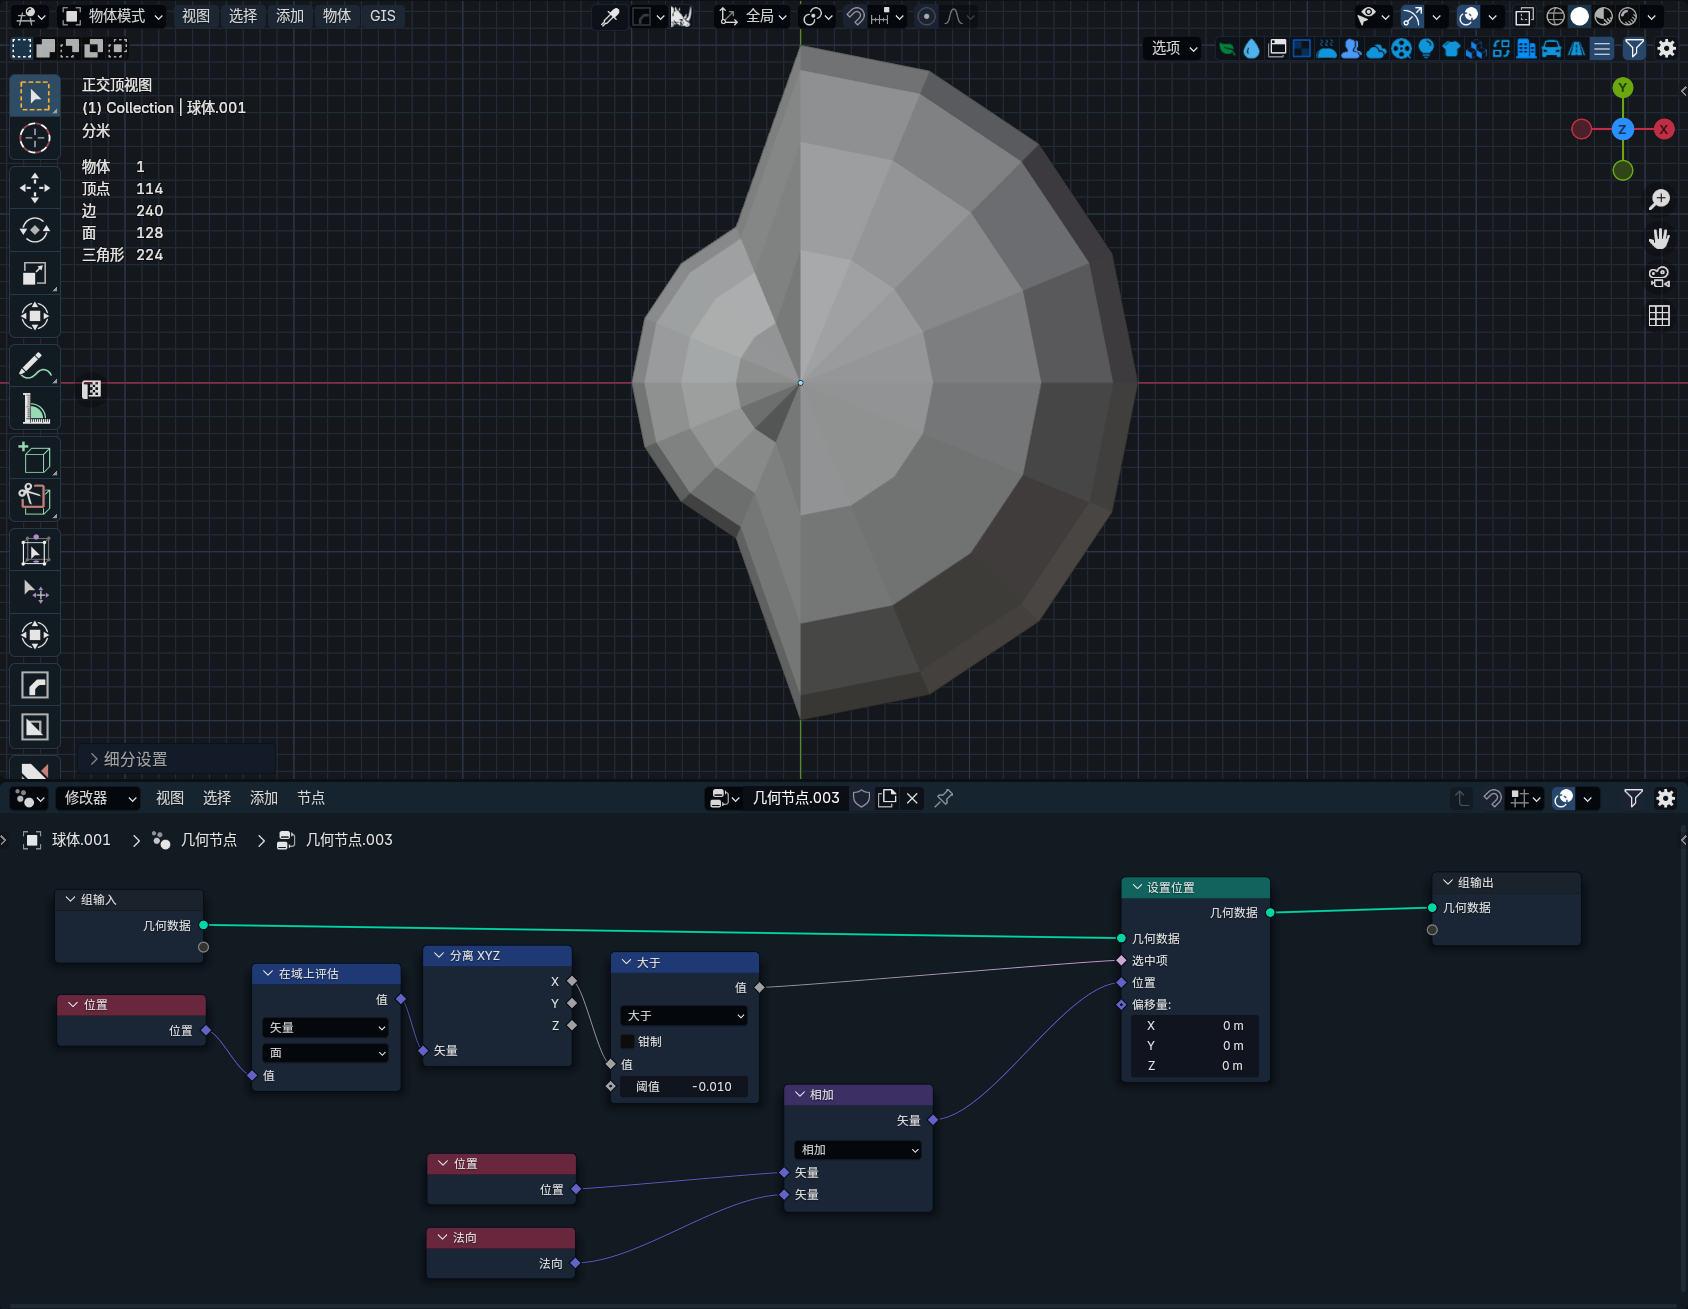 物体模式 视图 选择 添加 物体 GIS 全局
选项
正交顶视图
(1) Collection | 球体.001
分米
物体 1
顶点 114
边 240
面 128
三角形 224
Y
Z
X
细分设置
修改器 视图 选择 添加 节点 几何节点.003
球体.001 几何节点 几何节点.003
组输入
几何数据
位置
位置
在域上评估
值
矢量
面
值
分离 XYZ
X
Y
Z
矢量
大于
值
大于
钳制
值
阈值 -0.010
位置
位置
法向
法向
相加
矢量
相加
矢量
矢量
设置位置
几何数据
几何数据
选中项
位置
偏移量:
X 0 m
Y 0 m
Z 0 m
组输出
几何数据